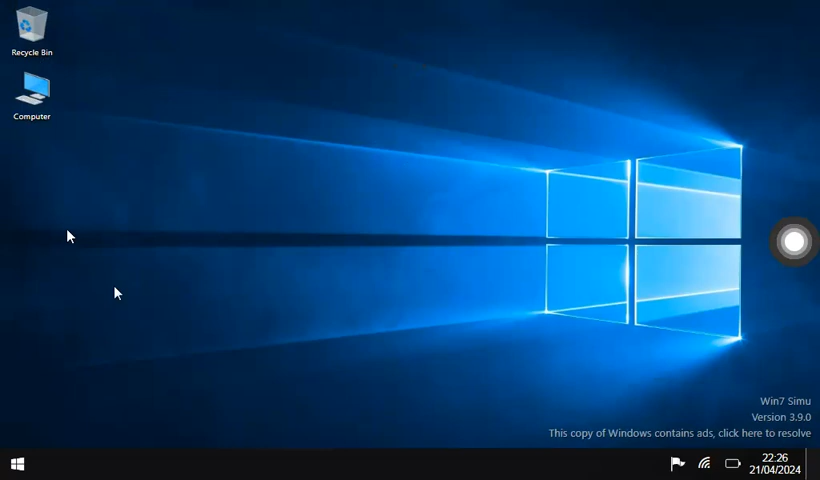 Recycle Bin
Computer
Win7 Simu
Version 3.9.0
This copy of Windows contains ads, click here to resolve
22:26
21/04/2024